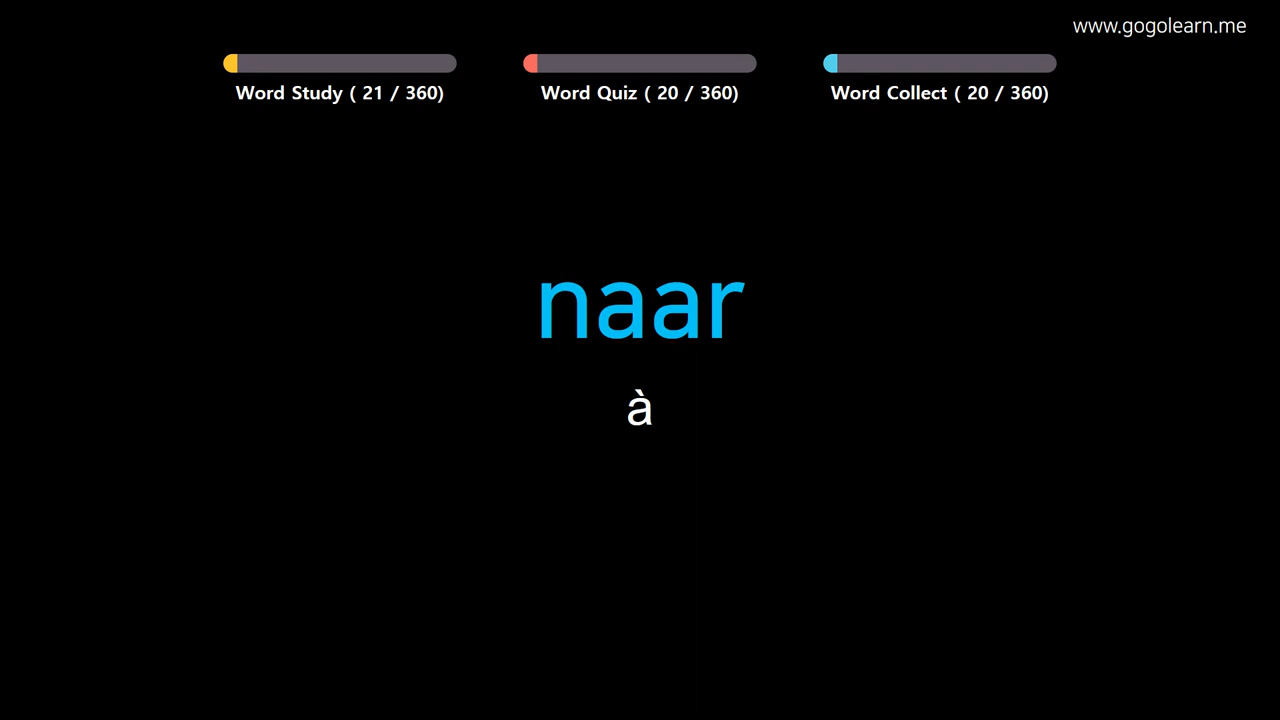 www.gogolearn.me
Word Study ( 21 / 360)
Word Quiz ( 20 / 360)
Word Collect ( 20 / 360)
naar
à